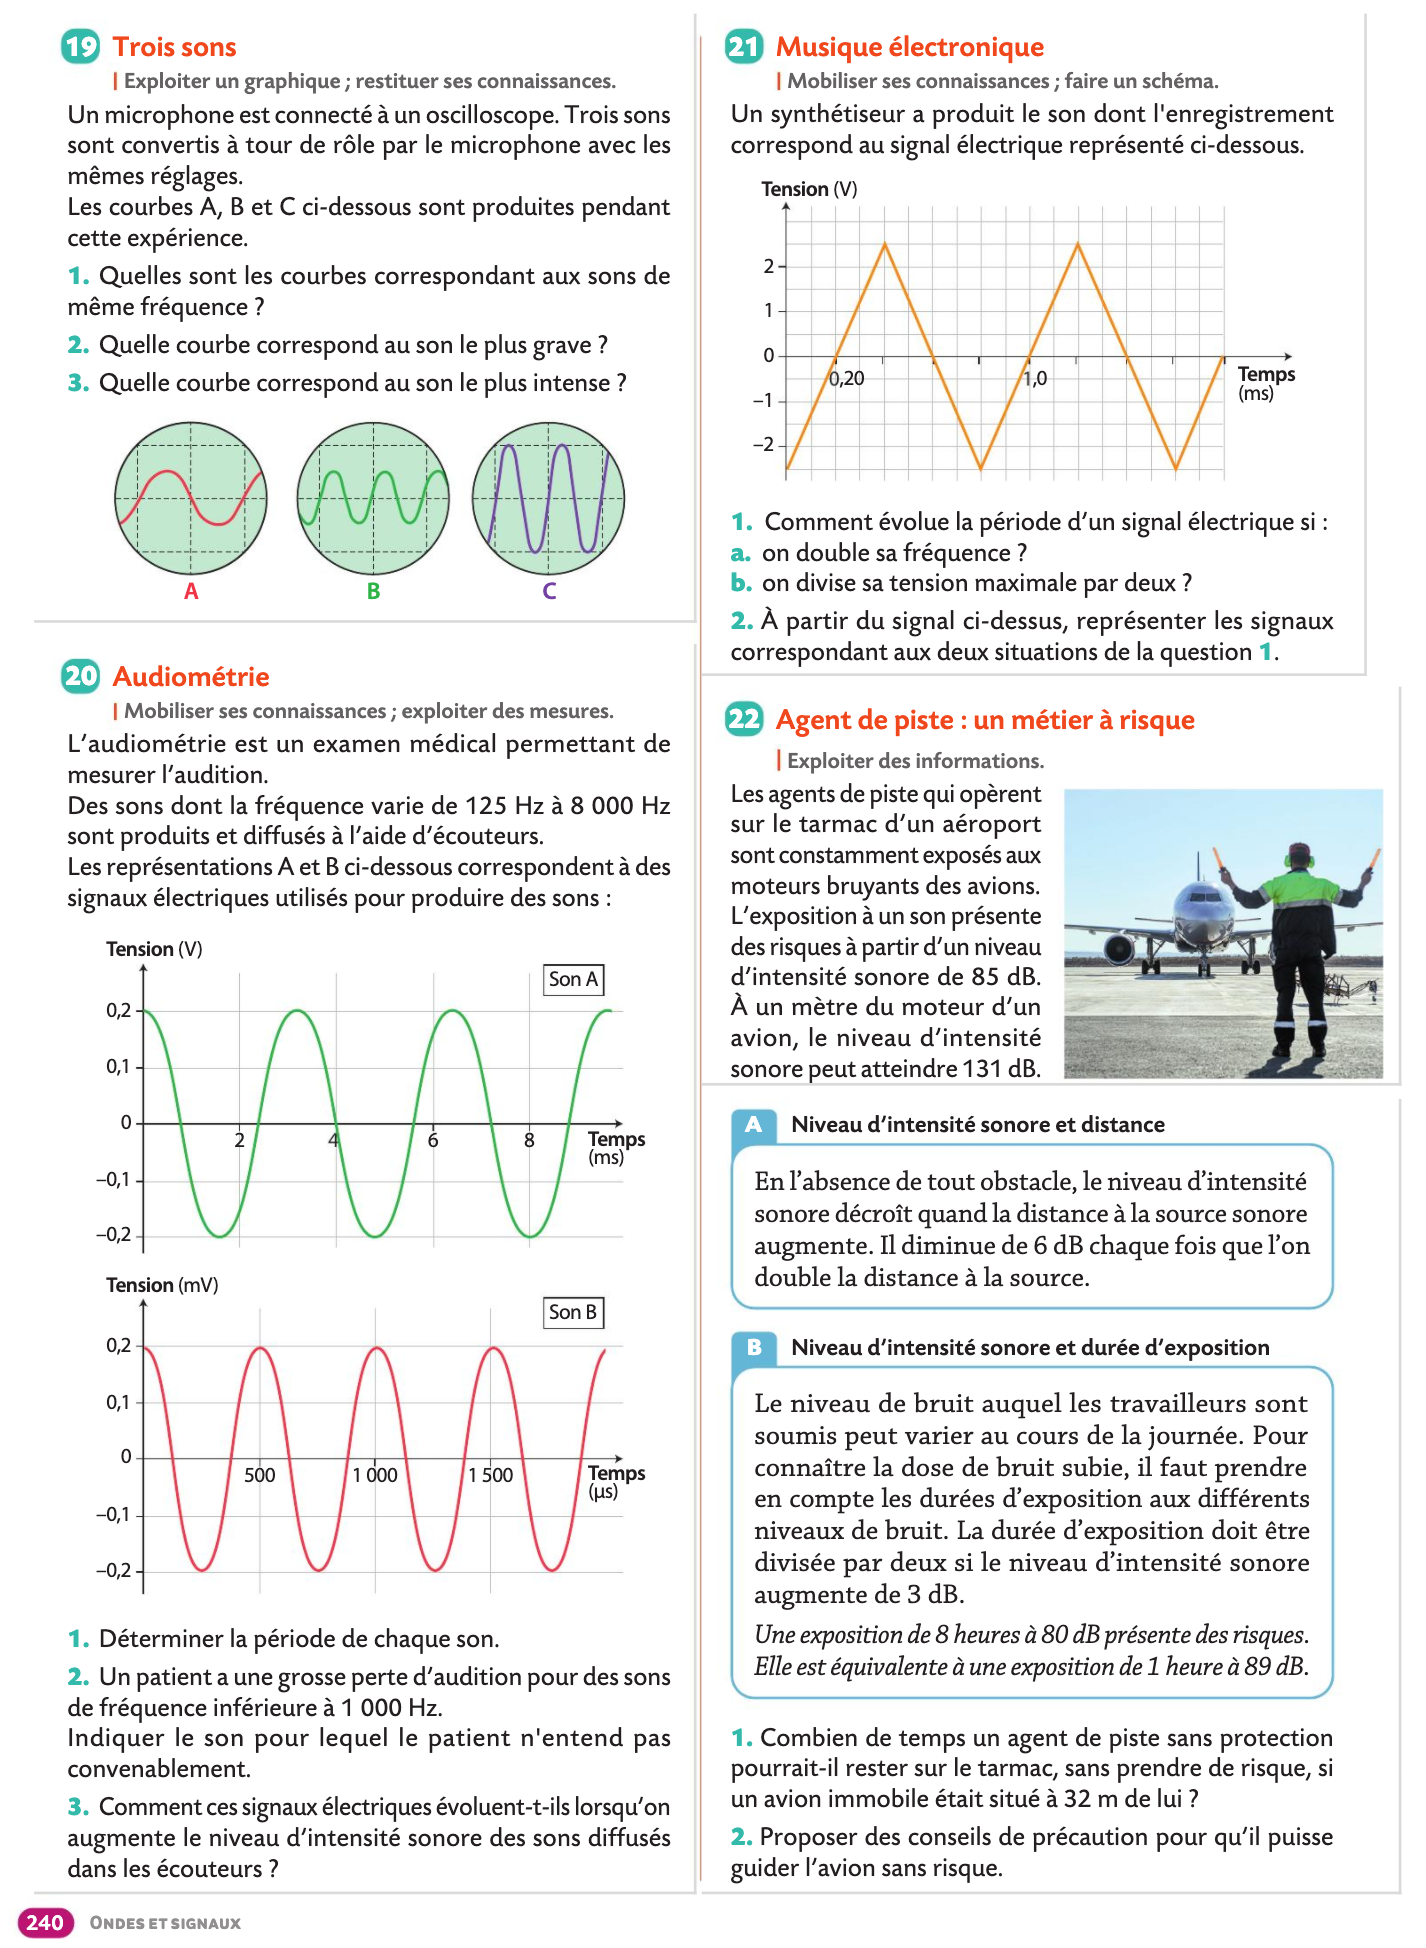 19 Trois sons
| Exploiter un graphique ; restituer ses connaissances.
Un microphone est connecté à un oscilloscope. Trois sons
sont convertis à tour de rôle par le microphone avec les
mêmes réglages.
Les courbes A, B et C ci-dessous sont produites pendant
cette expérience.
1. Quelles sont les courbes correspondant aux sons de
même fréquence ?
2. Quelle courbe correspond au son le plus grave ?
3. Quelle courbe correspond au son le plus intense ?
A B C
20 Audiométrie
| Mobiliser ses connaissances ; exploiter des mesures.
L'audiométrie est un examen médical permettant de
mesurer l'audition.
Des sons dont la fréquence varie de 125 Hz à 8 000 Hz
sont produits et diffusés à l'aide d'écouteurs.
Les représentations A et B ci-dessous correspondent à des
signaux électriques utilisés pour produire des sons :
Tension (V)
Son A
0,2
0,1
0
2 4 6 8 Temps
(ms)
–0,1
–0,2
Tension (mV)
Son B
0,2
0,1
0
500 1 000 1 500 Temps
(µs)
–0,1
–0,2
1. Déterminer la période de chaque son.
2. Un patient a une grosse perte d'audition pour des sons
de fréquence inférieure à 1 000 Hz.
Indiquer le son pour lequel le patient n'entend pas
convenablement.
3. Comment ces signaux électriques évoluent-t-ils lorsqu'on
augmente le niveau d'intensité sonore des sons diffusés
dans les écouteurs ?
21 Musique électronique
| Mobiliser ses connaissances ; faire un schéma.
Un synthétiseur a produit le son dont l'enregistrement
correspond au signal électrique représenté ci-dessous.
Tension (V)
2
1
0
0,20 1,0 Temps
(ms)
–1
–2
1. Comment évolue la période d'un signal électrique si :
a. on double sa fréquence ?
b. on divise sa tension maximale par deux ?
2. À partir du signal ci-dessus, représenter les signaux
correspondant aux deux situations de la question 1.
22 Agent de piste : un métier à risque
| Exploiter des informations.
Les agents de piste qui opèrent
sur le tarmac d'un aéroport
sont constamment exposés aux
moteurs bruyants des avions.
L'exposition à un son présente
des risques à partir d'un niveau
d'intensité sonore de 85 dB.
À un mètre du moteur d'un
avion, le niveau d'intensité
sonore peut atteindre 131 dB.
A Niveau d'intensité sonore et distance
En l'absence de tout obstacle, le niveau d'intensité
sonore décroît quand la distance à la source sonore
augmente. Il diminue de 6 dB chaque fois que l'on
double la distance à la source.
B Niveau d'intensité sonore et durée d'exposition
Le niveau de bruit auquel les travailleurs sont
soumis peut varier au cours de la journée. Pour
connaître la dose de bruit subie, il faut prendre
en compte les durées d'exposition aux différents
niveaux de bruit. La durée d'exposition doit être
divisée par deux si le niveau d'intensité sonore
augmente de 3 dB.
Une exposition de 8 heures à 80 dB présente des risques.
Elle est équivalente à une exposition de 1 heure à 89 dB.
1. Combien de temps un agent de piste sans protection
pourrait-il rester sur le tarmac, sans prendre de risque, si
un avion immobile était situé à 32 m de lui ?
2. Proposer des conseils de précaution pour qu'il puisse
guider l'avion sans risque.
240 ONDES ET SIGNAUX